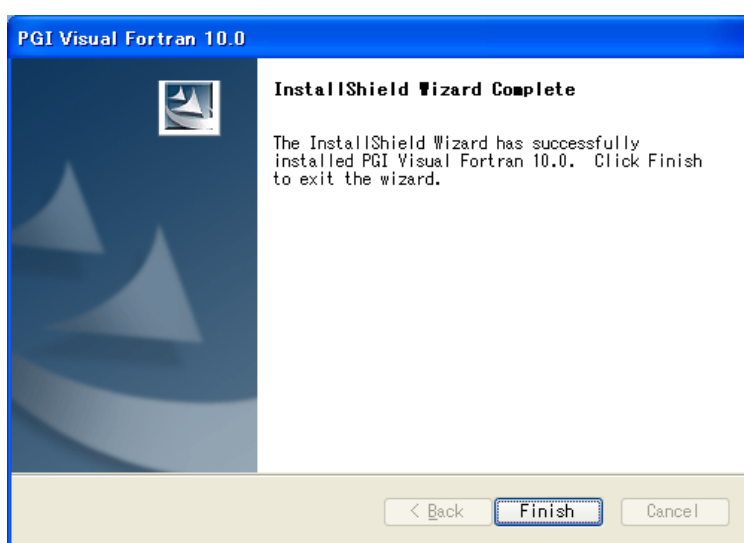 PGI Visual Fortran 10.0
InstallShield Wizard Complete
The InstallShield Wizard has successfully
installed PGI Visual Fortran 10.0.  Click Finish
to exit the wizard.
< Back
Finish
Cancel